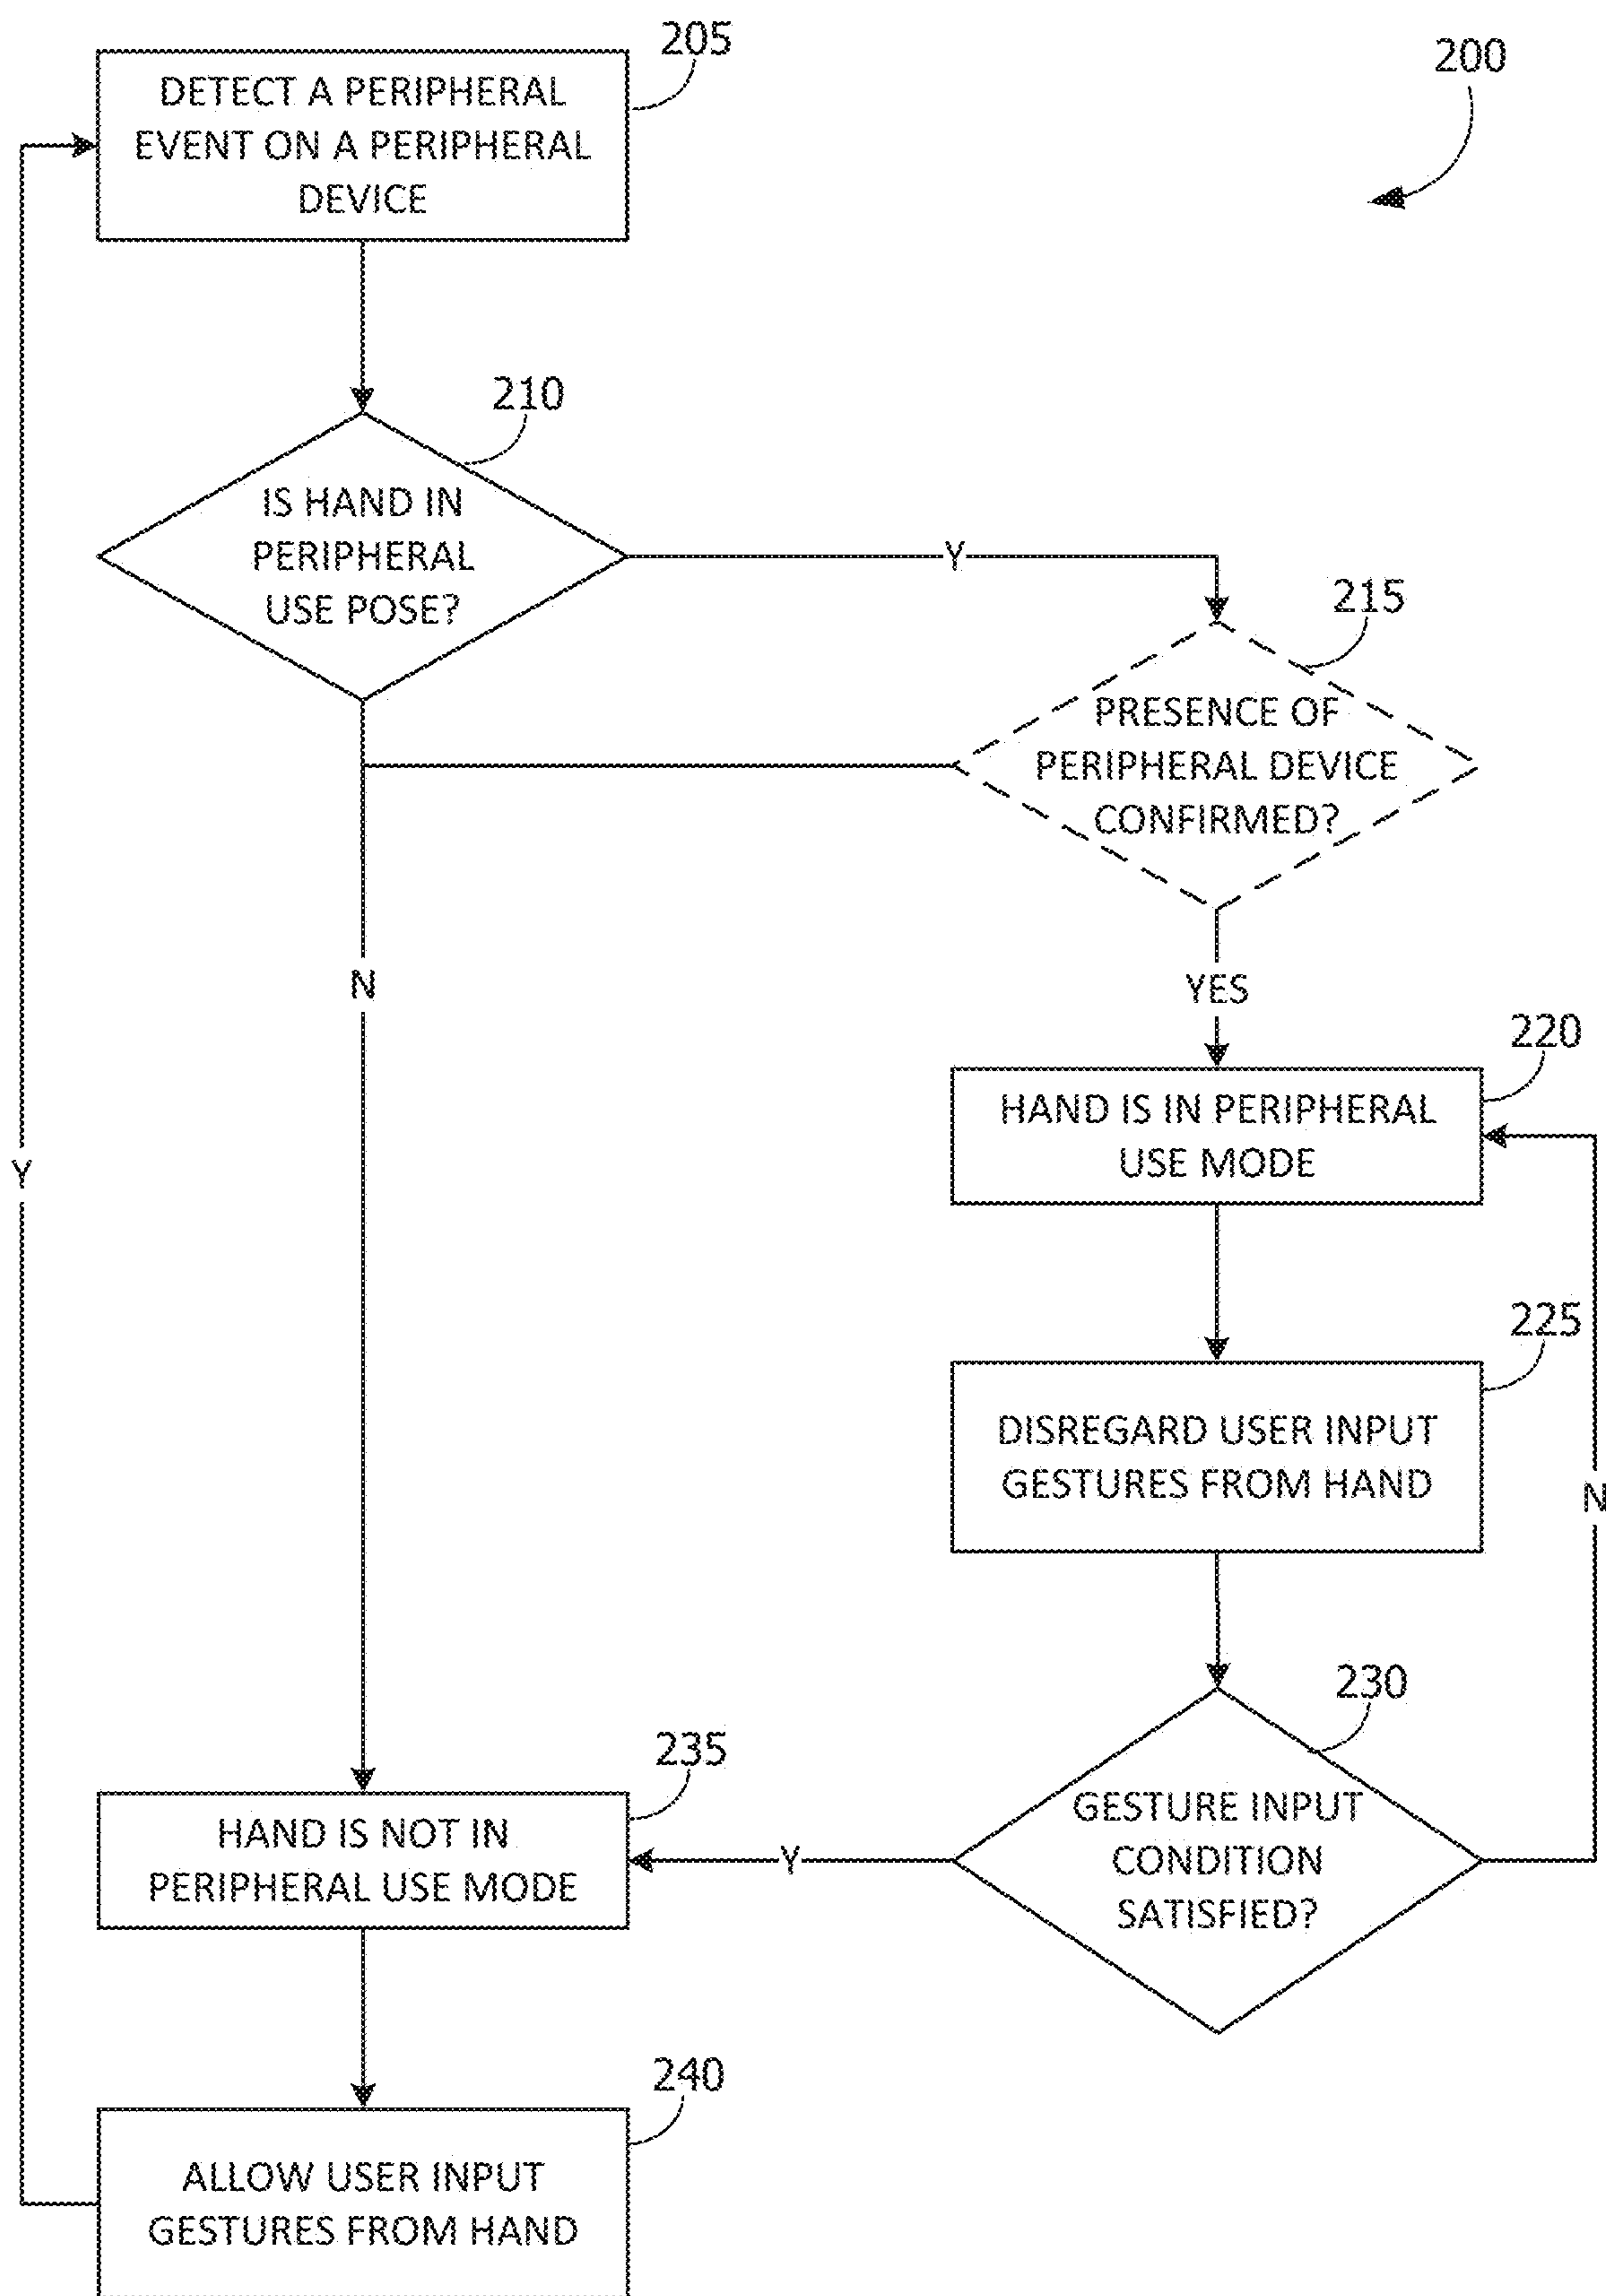 205
200
DETECT A PERIPHERAL
EVENT ON A PERIPHERAL
DEVICE
210
IS HAND IN
PERIPHERAL
USE POSE?
Y
215
PRESENCE OF
PERIPHERAL DEVICE
CONFIRMED?
N
YES
220
HAND IS IN PERIPHERAL
USE MODE
Y
225
DISREGARD USER INPUT
GESTURES FROM HAND
N
230
GESTURE INPUT
CONDITION
SATISFIED?
Y
235
HAND IS NOT IN
PERIPHERAL USE MODE
240
ALLOW USER INPUT
GESTURES FROM HAND